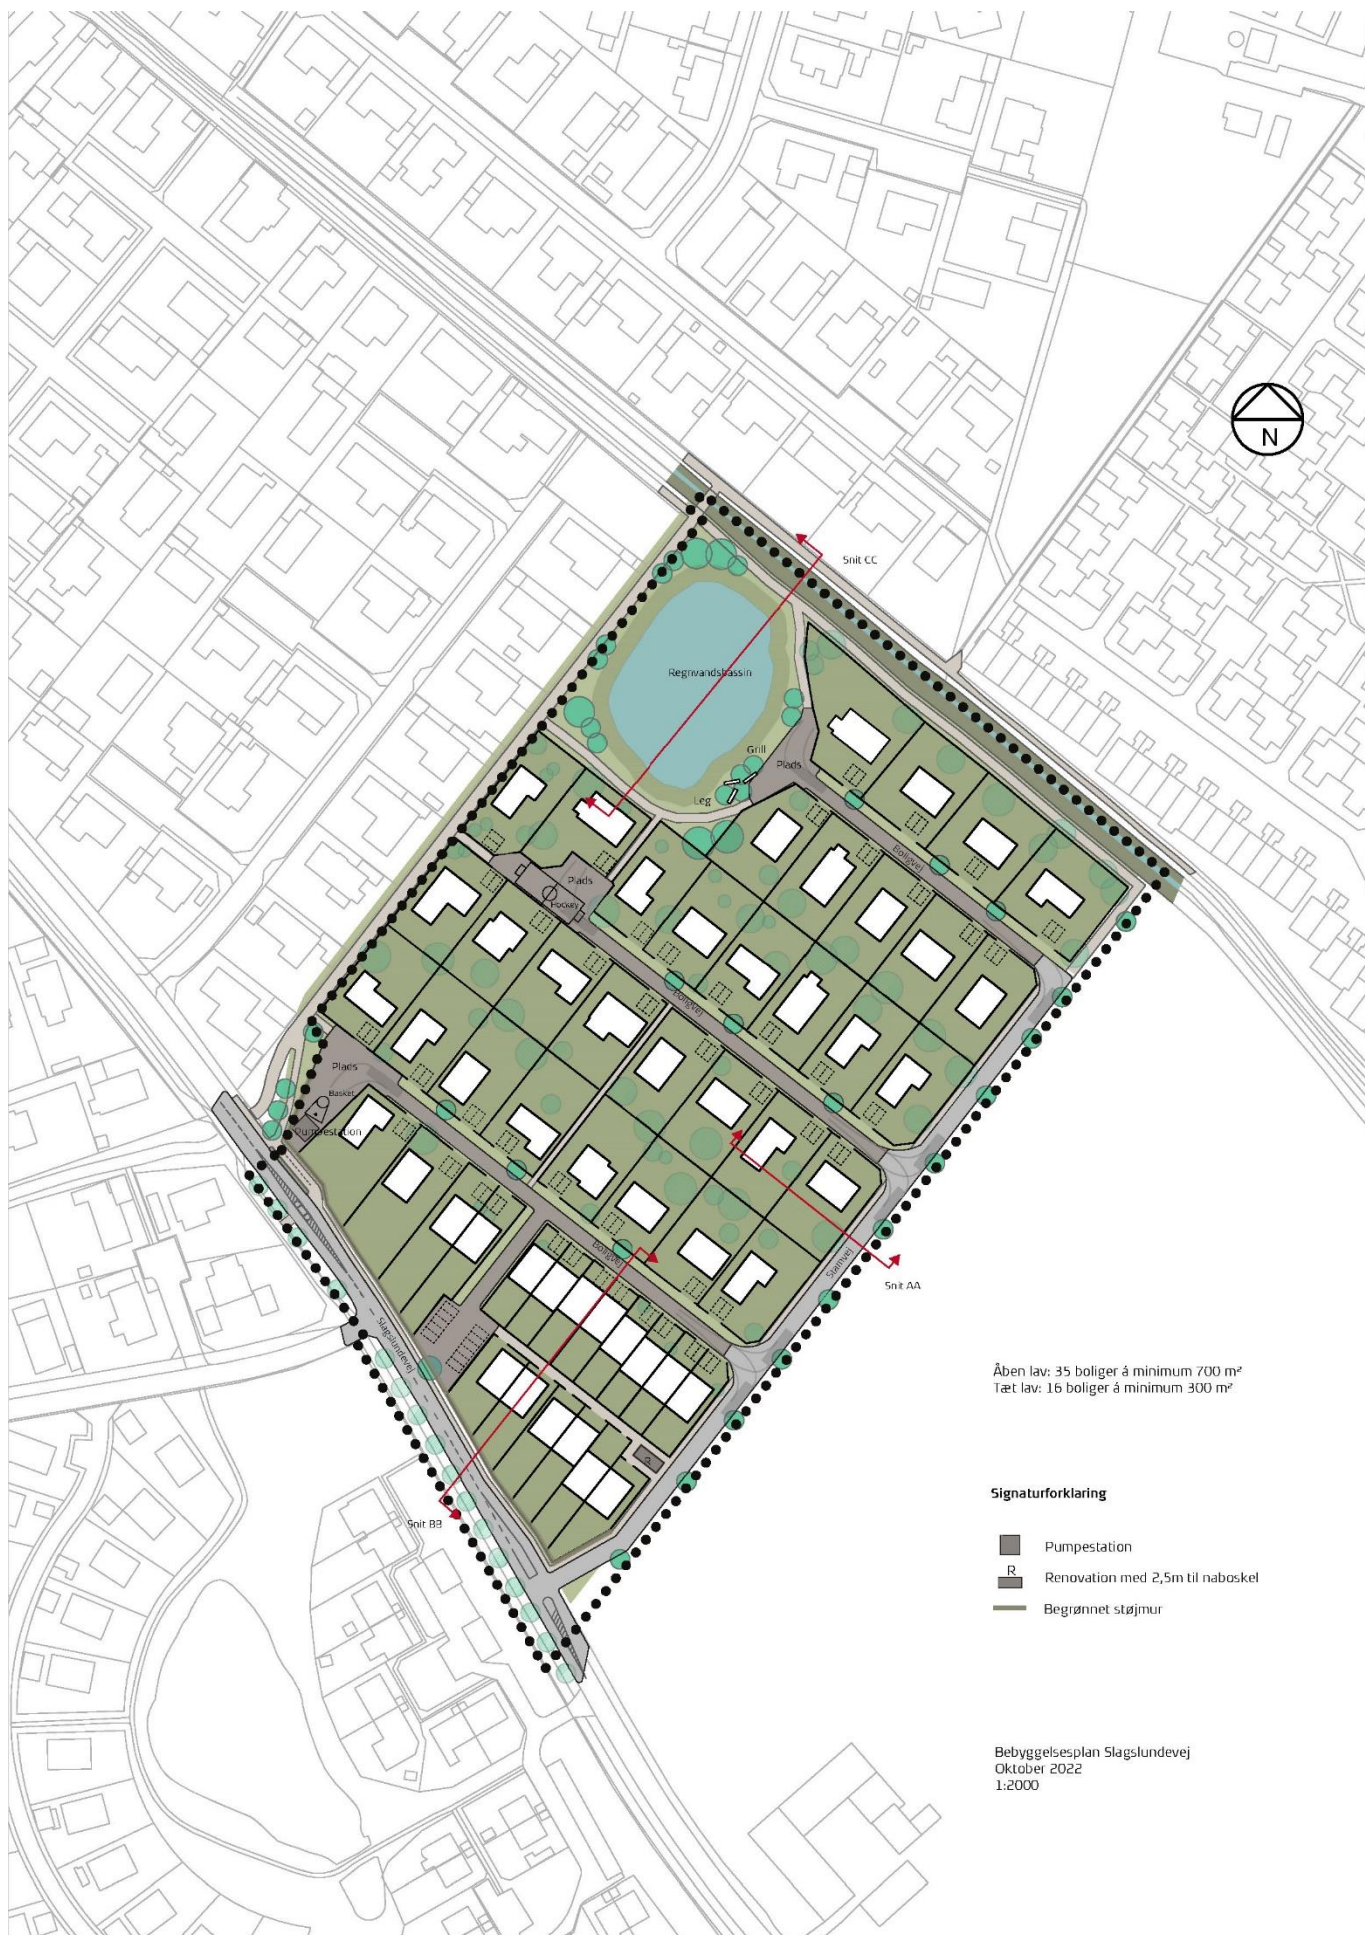 N
Snit CC
Regnvandsbassin
Grill
Plads
Leg
Boligvej
Plads
Hockey
Boligvej
Plads
Basket
Pumpestation
Boligvej
Stamvej
Snit AA
Slagslundevej
R
Snit BB
Åben lav: 35 boliger á minimum 700 m²
Tæt lav: 16 boliger á minimum 300 m²
Signaturforklaring
Pumpestation
R
Renovation med 2,5m til naboskel
Begrønnet støjmur
Bebyggelsesplan Slagslundevej
Oktober 2022
1:2000